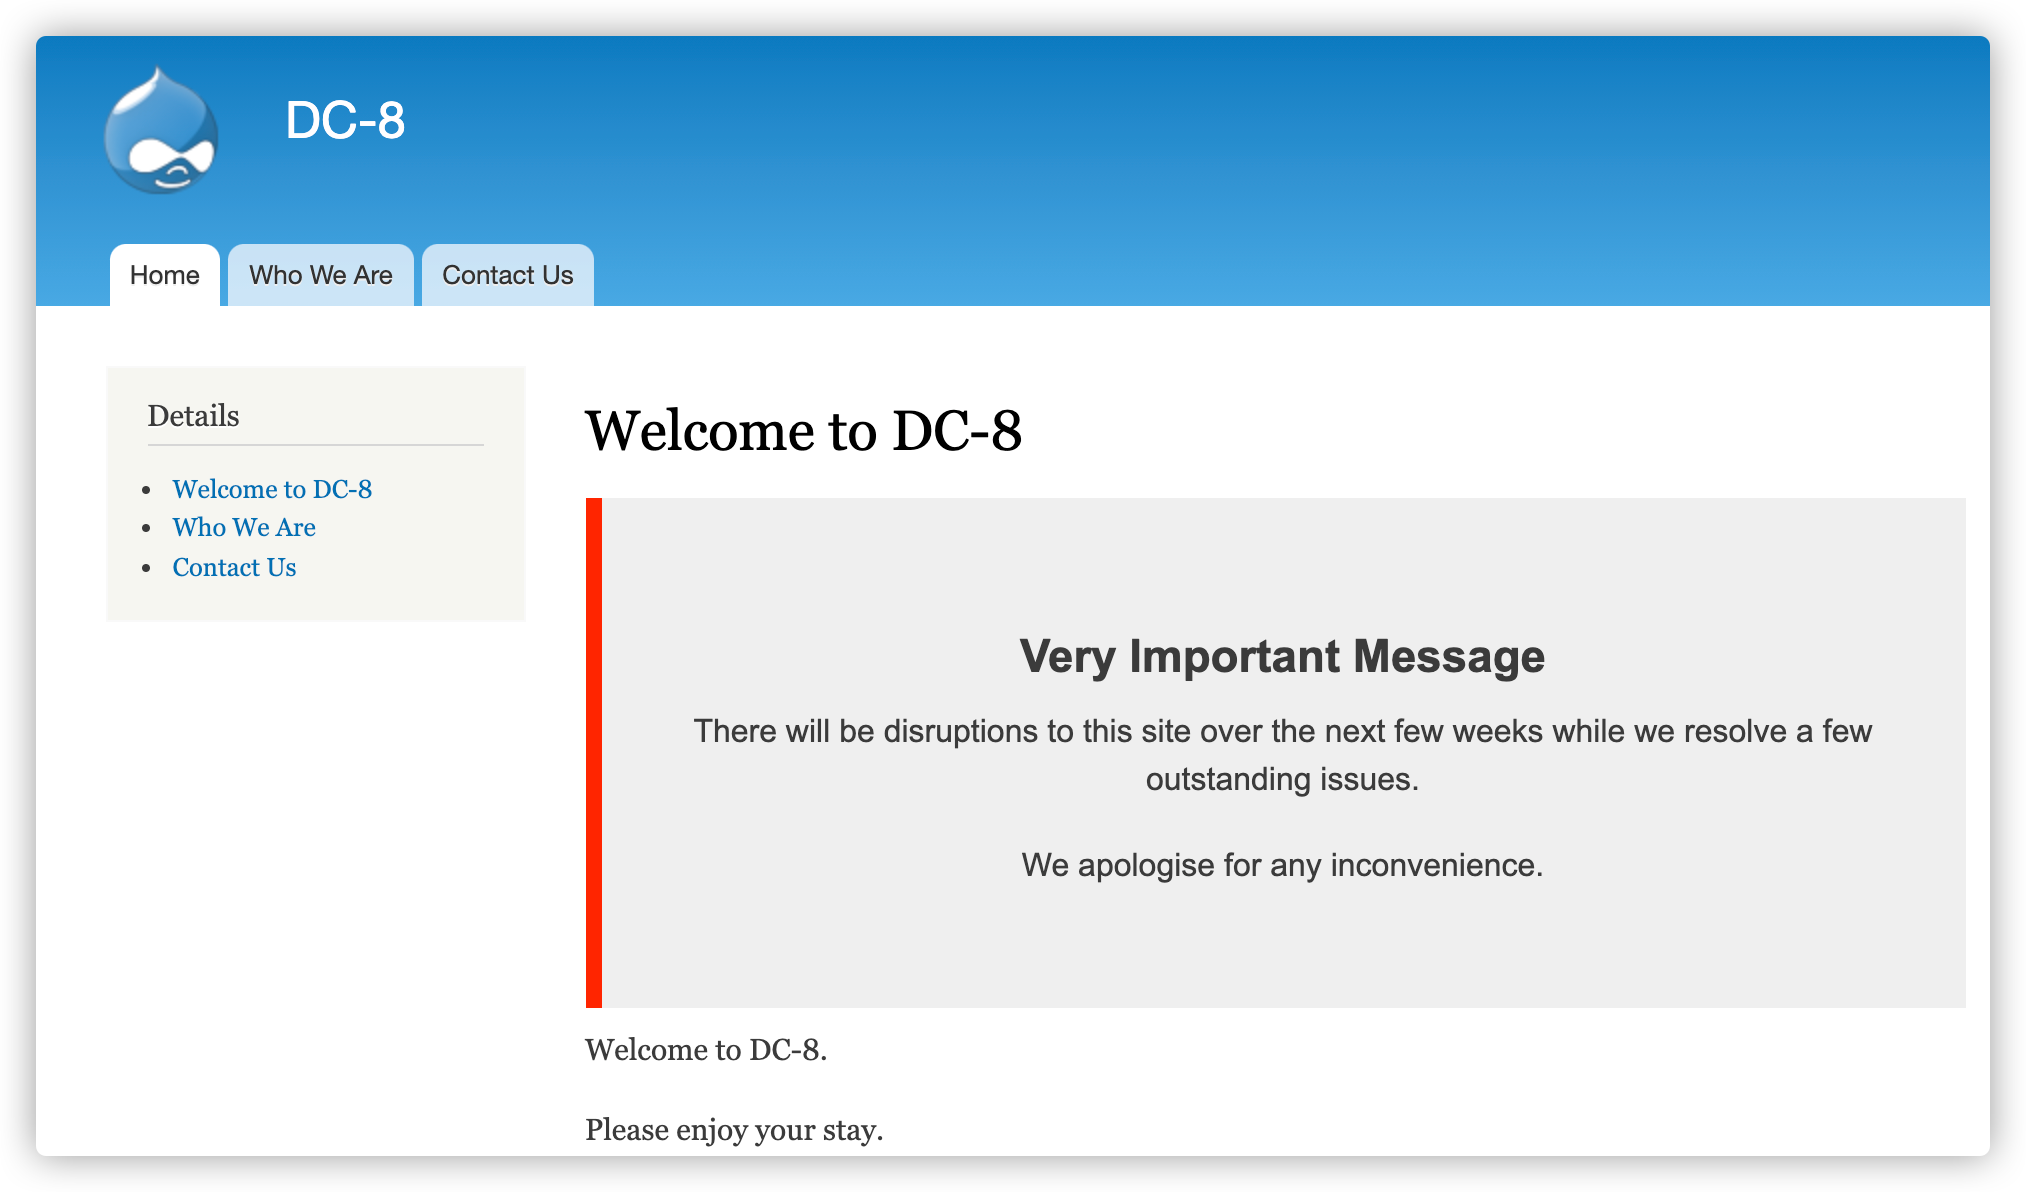 DC-8
Home
Who We Are
Contact Us
Details
Welcome to DC-8
Who We Are
Contact Us
Welcome to DC-8
Very Important Message
There will be disruptions to this site over the next few weeks while we resolve a few
outstanding issues.
We apologise for any inconvenience.
Welcome to DC-8.
Please enjoy your stay.